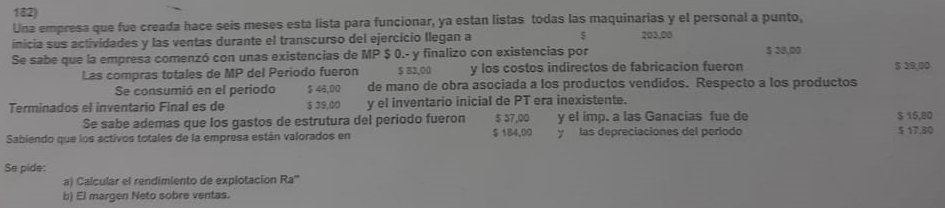 182)
Una empresa que fue creada hace seis meses esta lista para funcionar, ya estan listas todas las maquinarias y el personal a punto,
inicia sus actividades y las ventas durante el transcurso del ejercicio llegan a $ 203,00
Se sabe que la empresa comenzó con unas existencias de MP $ 0.- y finalizo con existencias por $ 38,00
Las compras totales de MP del Periodo fueron $ 83,00 y los costos indirectos de fabricacion fueron $ 39,00
Se consumió en el periodo $ 46,00 de mano de obra asociada a los productos vendidos. Respecto a los productos
Terminados el inventario Final es de $ 39,00 y el inventario inicial de PT era inexistente.
Se sabe ademas que los gastos de estrutura del periodo fueron $ 37,00 y el imp. a las Ganacias fue de $ 15,80
Sabiendo que los activos totales de la empresa están valorados en $ 184,00 y las depreciaciones del periodo $ 17,80
Se pide:
a) Calcular el rendimiento de explotacion Ra"
b) El margen Neto sobre ventas.